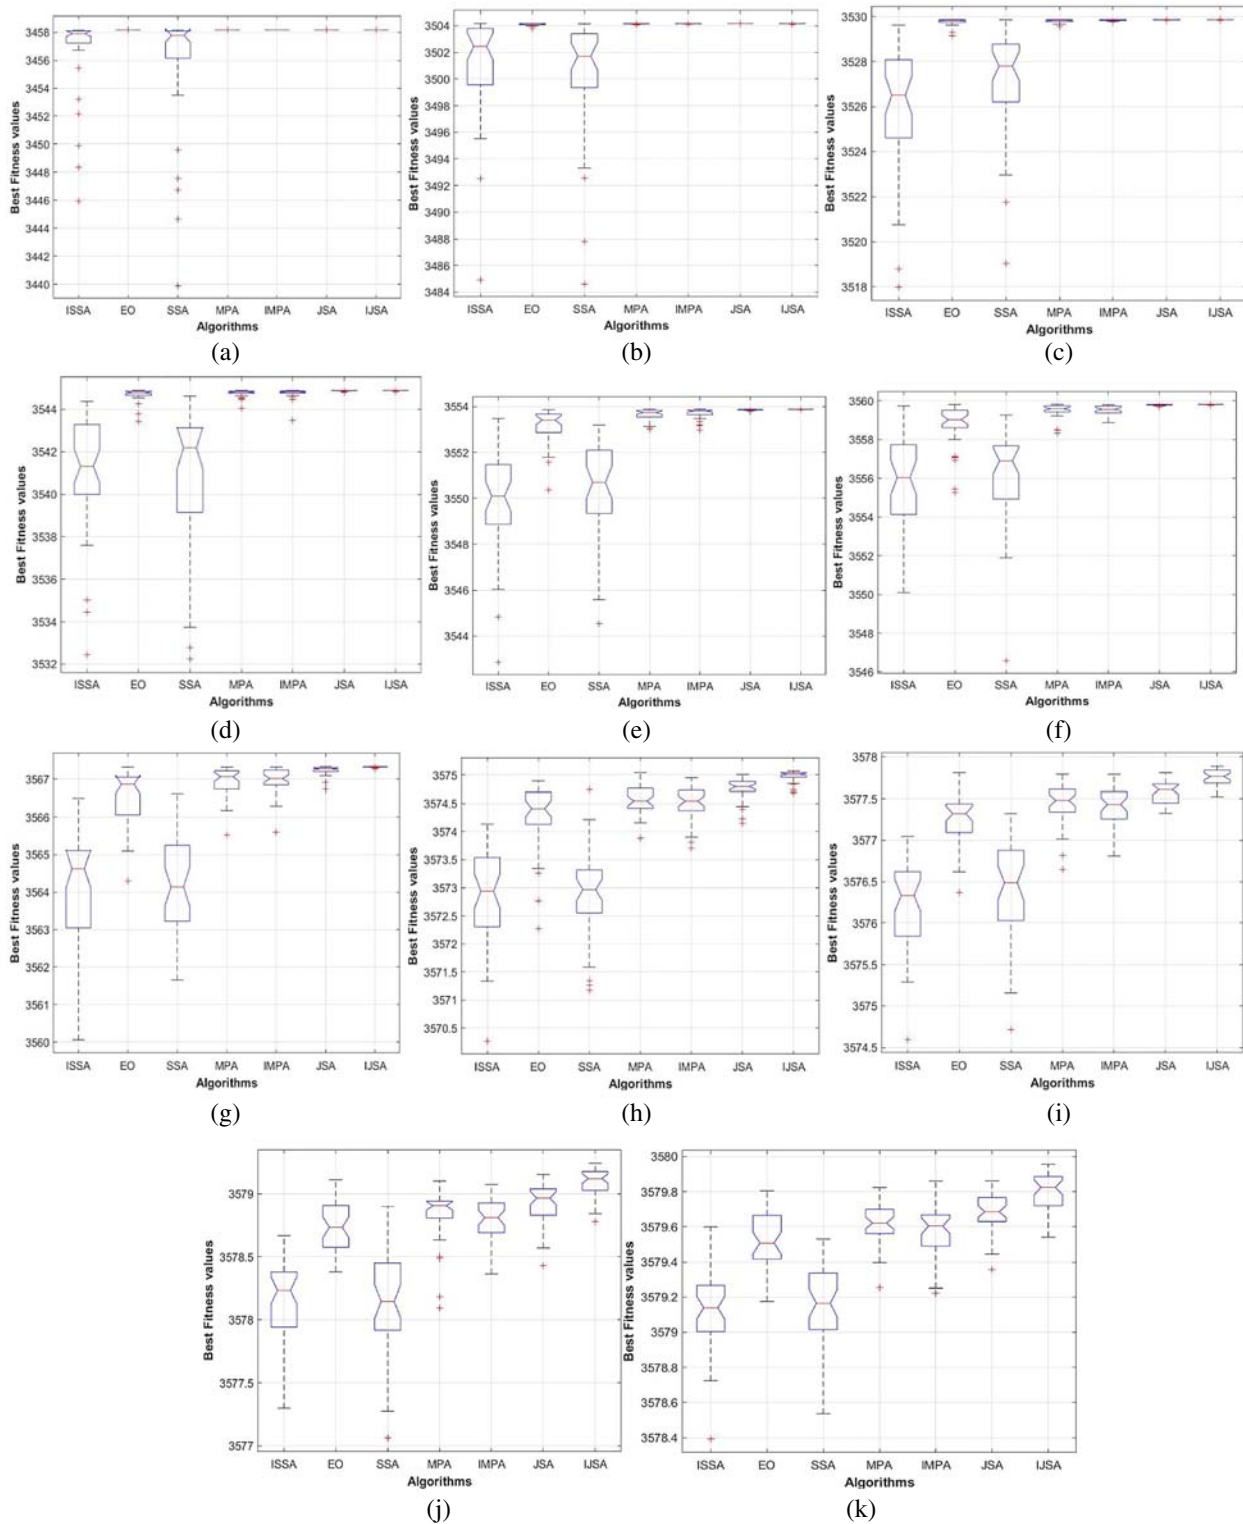 Best Fitness values
3458
3456
3454
3452
3450
3448
3446
3444
3442
3440
ISSA EO SSA MPA IMPA JSA IJSA
Algorithms
(a)
Best Fitness values
3504
3502
3500
3498
3496
3494
3492
3490
3488
3486
3484
ISSA EO SSA MPA IMPA JSA IJSA
Algorithms
(b)
Best Fitness values
3530
3528
3526
3524
3522
3520
3518
ISSA EO SSA MPA IMPA JSA IJSA
Algorithms
(c)
Best Fitness values
3544
3542
3540
3538
3536
3534
3532
ISSA EO SSA MPA IMPA JSA IJSA
Algorithms
(d)
Best Fitness values
3554
3552
3550
3548
3546
3544
ISSA EO SSA MPA IMPA JSA IJSA
Algorithms
(e)
Best Fitness values
3560
3558
3556
3554
3552
3550
3548
3546
ISSA EO SSA MPA IMPA JSA IJSA
Algorithms
(f)
Best Fitness values
3567
3566
3565
3564
3563
3562
3561
3560
ISSA EO SSA MPA IMPA JSA IJSA
Algorithms
(g)
Best Fitness values
3575
3574.5
3574
3573.5
3573
3572.5
3572
3571.5
3571
3570.5
ISSA EO SSA MPA IMPA JSA IJSA
Algorithms
(h)
Best Fitness values
3578
3577.5
3577
3576.5
3576
3575.5
3575
3574.5
ISSA EO SSA MPA IMPA JSA IJSA
Algorithms
(i)
Best Fitness values
3579
3578.5
3578
3577.5
3577
ISSA EO SSA MPA IMPA JSA IJSA
Algorithms
(j)
Best Fitness values
3580
3579.8
3579.6
3579.4
3579.2
3579
3578.8
3578.6
3578.4
ISSA EO SSA MPA IMPA JSA IJSA
Algorithms
(k)